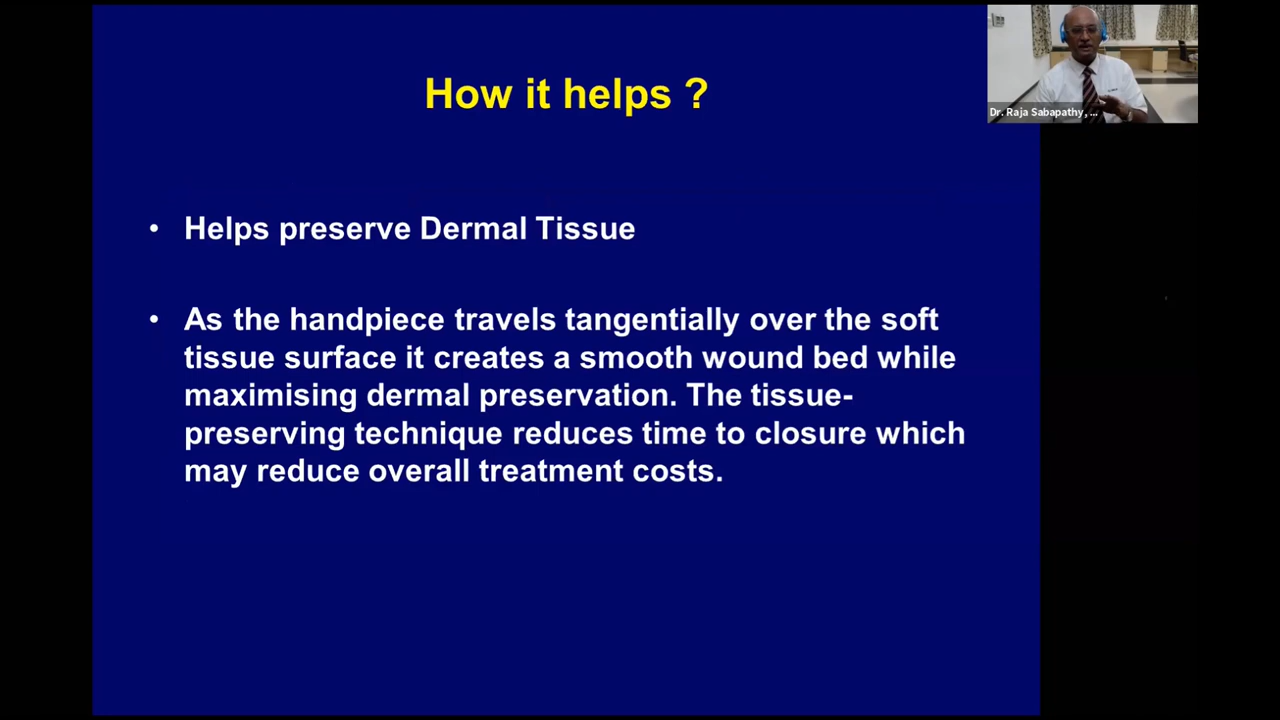 How it helps ?
Dr. Raja Sabapathy, ...
• Helps preserve Dermal Tissue
• As the handpiece travels tangentially over the soft
tissue surface it creates a smooth wound bed while
maximising dermal preservation. The tissue-
preserving technique reduces time to closure which
may reduce overall treatment costs.